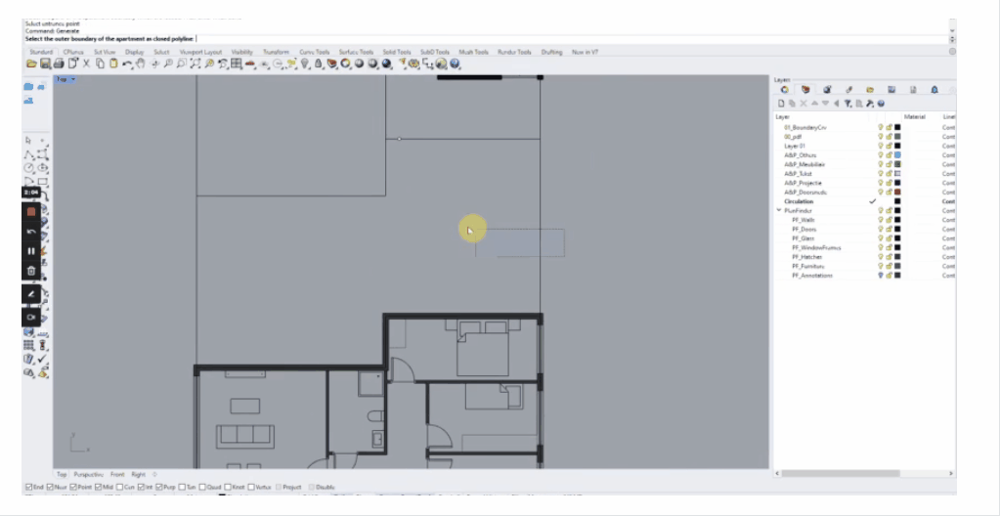 Select entrance point
Command: Generate
Select the outer boundary of the apartment as closed polyline:
Standard CPlanes Set View Display Select Viewport Layout Visibility Transform Curve Tools Surface Tools Solid Tools SubD Tools Mesh Tools Render Tools Drafting New in V7
Top
Layers
Layer Material Linet
01_BoundaryCrv Cont
00_pdf Cont
Layer 01 Cont
A&P_Others Cont
A&P_Meubilair Cont
A&P_Tekst Cont
A&P_Projectie Cont
A&P_Doorsnede Cont
Circulation Cont
PlanFinder Cont
PF_Walls Cont
PF_Doors Cont
PF_Glass Cont
PF_WindowFrames Cont
PF_Hatches Cont
PF_Furniture Cont
PF_Annotations Cont
2:04
Top Perspective Front Right
End Near Point Mid Cen Int Perp Tan Quad Knot Vertex Project Disable